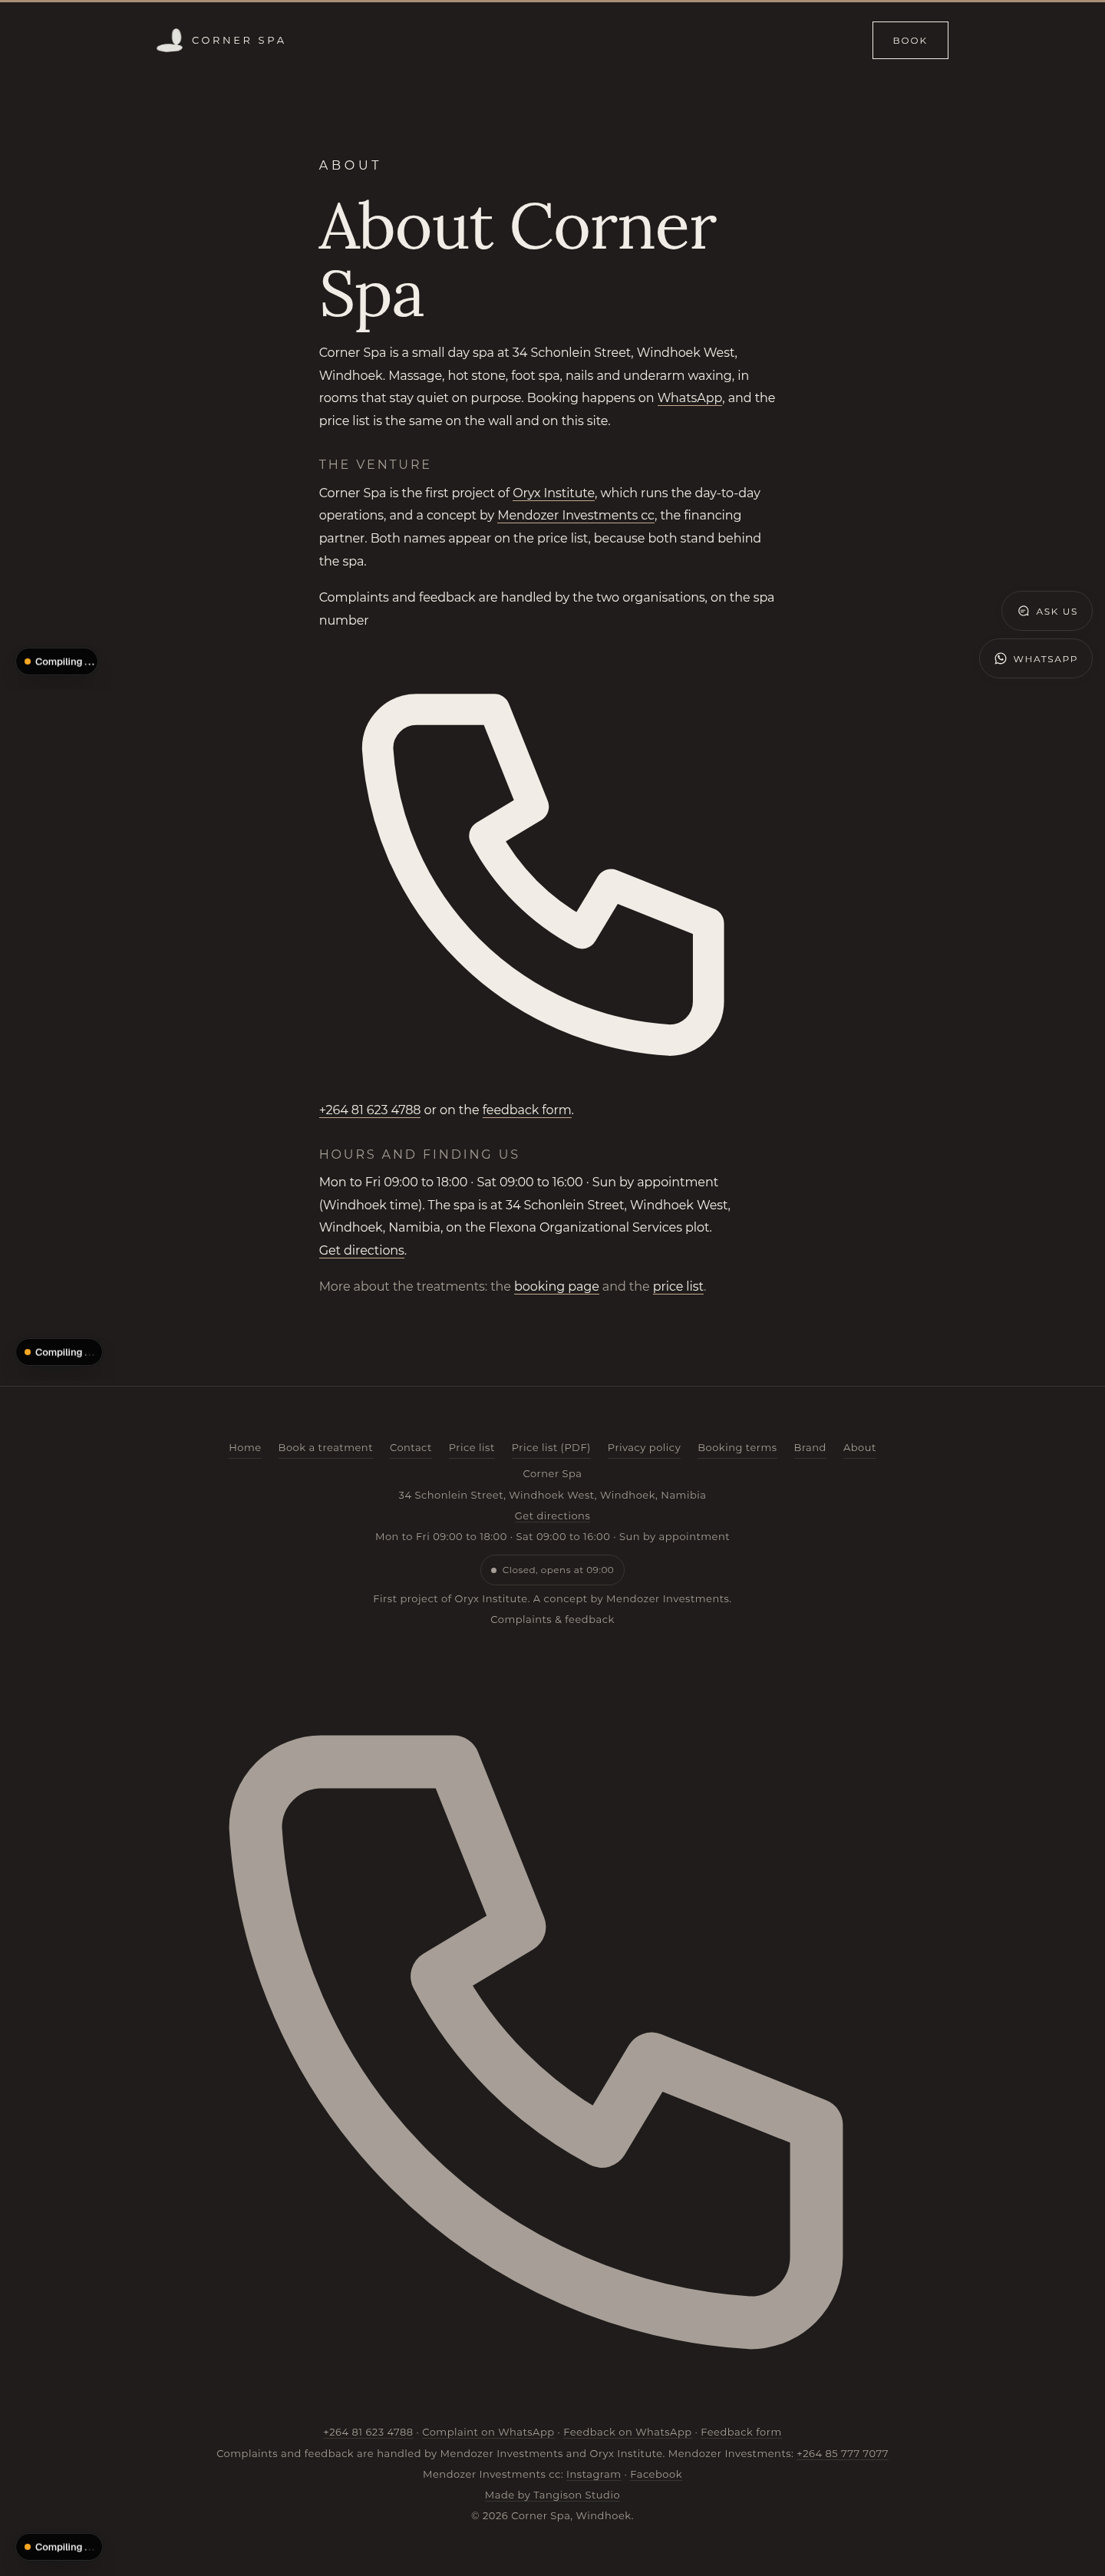 CORNER SPA
BOOK
ABOUT
About Corner
Spa
Corner Spa is a small day spa at 34 Schonlein Street, Windhoek West,
Windhoek. Massage, hot stone, foot spa, nails and underarm waxing, in
rooms that stay quiet on purpose. Booking happens on WhatsApp, and the
price list is the same on the wall and on this site.
THE VENTURE
Corner Spa is the first project of Oryx Institute, which runs the day-to-day
operations, and a concept by Mendozer Investments cc, the financing
partner. Both names appear on the price list, because both stand behind
the spa.
Complaints and feedback are handled by the two organisations, on the spa
number
ASK US
WHATSAPP
Compiling ...
+264 81 623 4788 or on the feedback form.
HOURS AND FINDING US
Mon to Fri 09:00 to 18:00 · Sat 09:00 to 16:00 · Sun by appointment
(Windhoek time). The spa is at 34 Schonlein Street, Windhoek West,
Windhoek, Namibia, on the Flexona Organizational Services plot.
Get directions.
More about the treatments: the booking page and the price list.
Compiling ...
Home Book a treatment Contact Price list Price list (PDF) Privacy policy Booking terms Brand About
Corner Spa
34 Schonlein Street, Windhoek West, Windhoek, Namibia
Get directions
Mon to Fri 09:00 to 18:00 · Sat 09:00 to 16:00 · Sun by appointment
Closed, opens at 09:00
First project of Oryx Institute. A concept by Mendozer Investments.
Complaints & feedback
+264 81 623 4788 · Complaint on WhatsApp · Feedback on WhatsApp · Feedback form
Complaints and feedback are handled by Mendozer Investments and Oryx Institute. Mendozer Investments: +264 85 777 7077
Mendozer Investments cc: Instagram · Facebook
Made by Tangison Studio
© 2026 Corner Spa, Windhoek.
Compiling ...